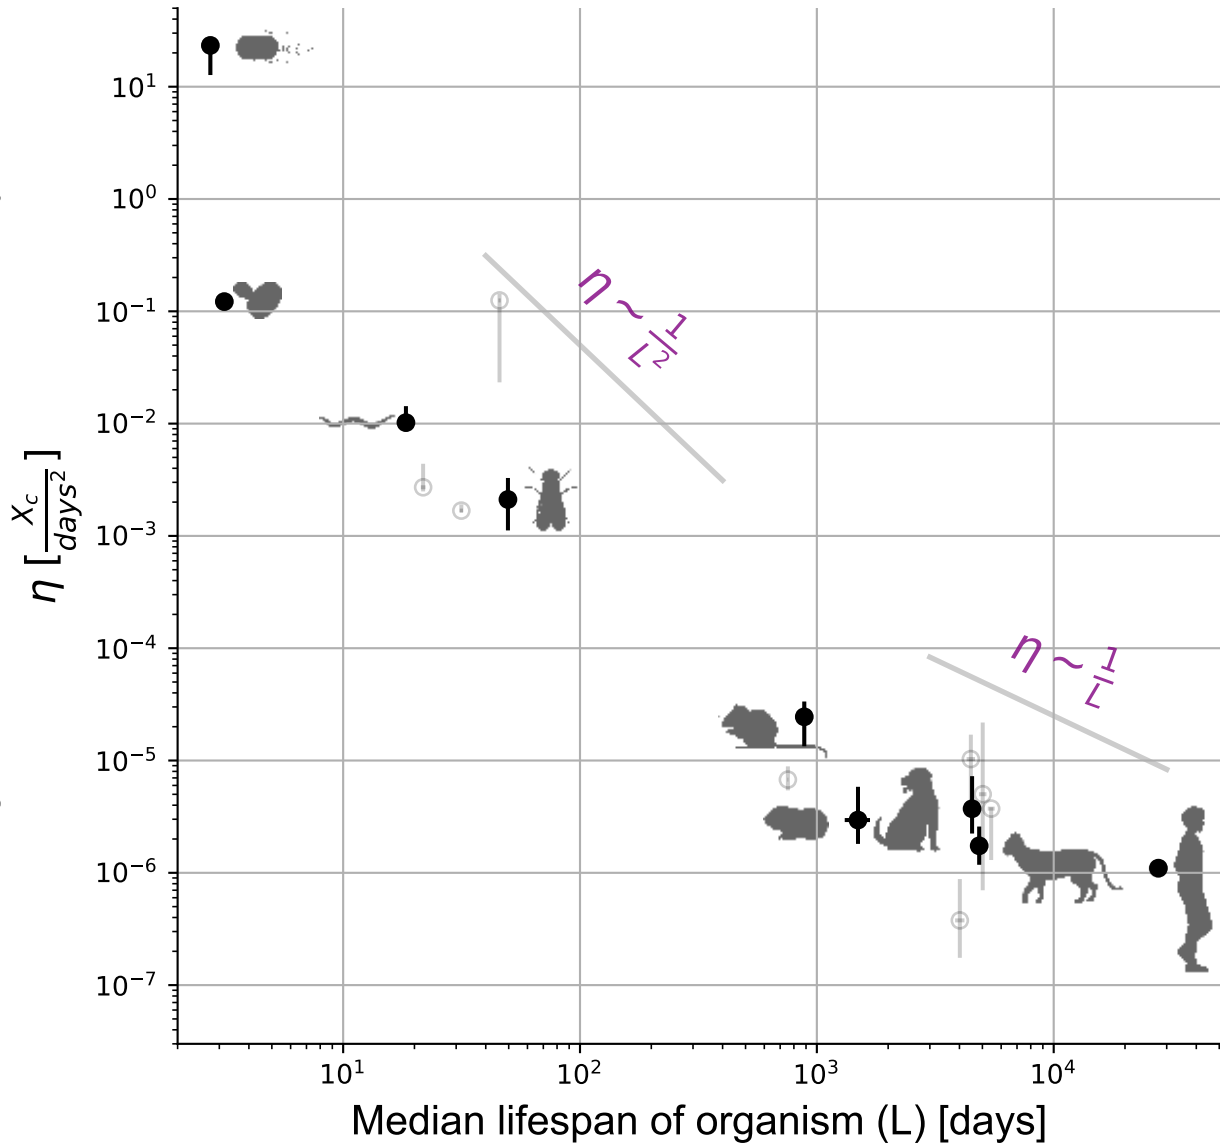 10¹
10⁰
10⁻¹
10⁻²
10⁻³
10⁻⁴
10⁻⁵
10⁻⁶
10⁻⁷
η [X_c/days²]
η ~ 1/L²
η ~ 1/L
10¹ 10² 10³ 10⁴
Median lifespan of organism (L) [days]